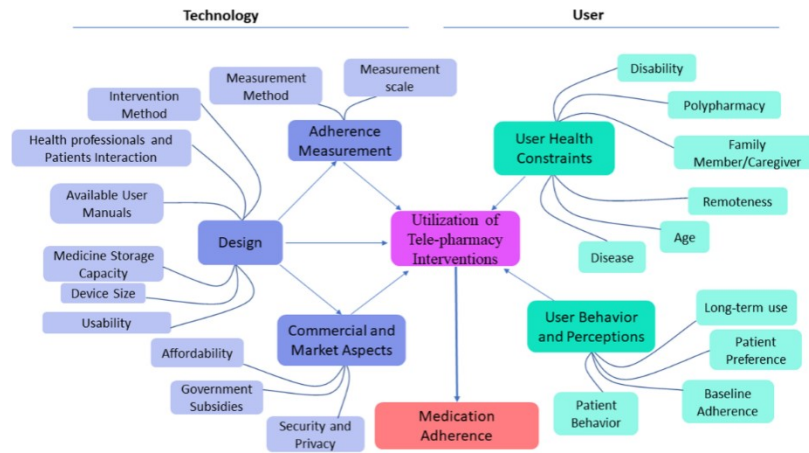 Technology
User
Measurement
Method
Measurement
scale
Intervention
Method
Health professionals and
Patients Interaction
Available User
Manuals
Medicine Storage
Capacity
Device Size
Usability
Adherence
Measurement
Design
Commercial and
Market Aspects
Affordability
Government
Subsidies
Security and
Privacy
Utilization of
Tele-pharmacy
Interventions
Medication
Adherence
User Health
Constraints
Disability
Polypharmacy
Family
Member/Caregiver
Remoteness
Age
Disease
User Behavior
and Perceptions
Long-term use
Patient
Preference
Baseline
Adherence
Patient
Behavior